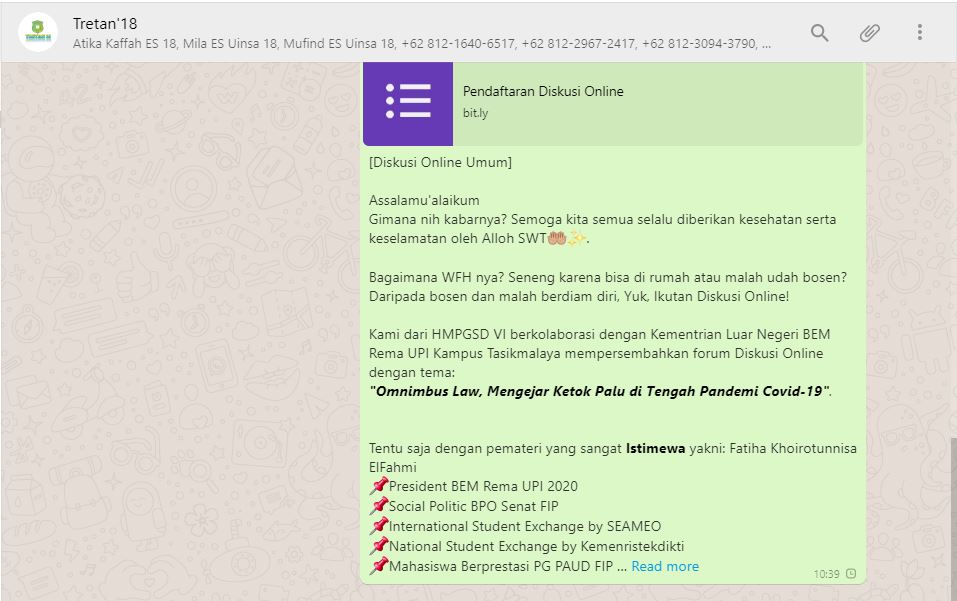 Tretan'18
Atika Kaffah ES 18, Mila ES Uinsa 18, Mufind ES Uinsa 18, +62 812-1640-6517, +62 812-2967-2417, +62 812-3094-3790, ...
Pendaftaran Diskusi Online
bit.ly
[Diskusi Online Umum]
Assalamu'alaikum
Gimana nih kabarnya? Semoga kita semua selalu diberikan kesehatan serta
keselamatan oleh Alloh SWT🤲🏼✨.
Bagaimana WFH nya? Seneng karena bisa di rumah atau malah udah bosen?
Daripada bosen dan malah berdiam diri, Yuk, Ikutan Diskusi Online!
Kami dari HMPGSD VI berkolaborasi dengan Kementrian Luar Negeri BEM
Rema UPI Kampus Tasikmalaya mempersembahkan forum Diskusi Online
dengan tema:
"Omnimbus Law, Mengejar Ketok Palu di Tengah Pandemi Covid-19".
Tentu saja dengan pemateri yang sangat Istimewa yakni: Fatiha Khoirotunnisa
ElFahmi
📌President BEM Rema UPI 2020
📌Social Politic BPO Senat FIP
📌International Student Exchange by SEAMEO
📌National Student Exchange by Kemenristekdikti
📌Mahasiswa Berprestasi PG PAUD FIP ... Read more
10:39